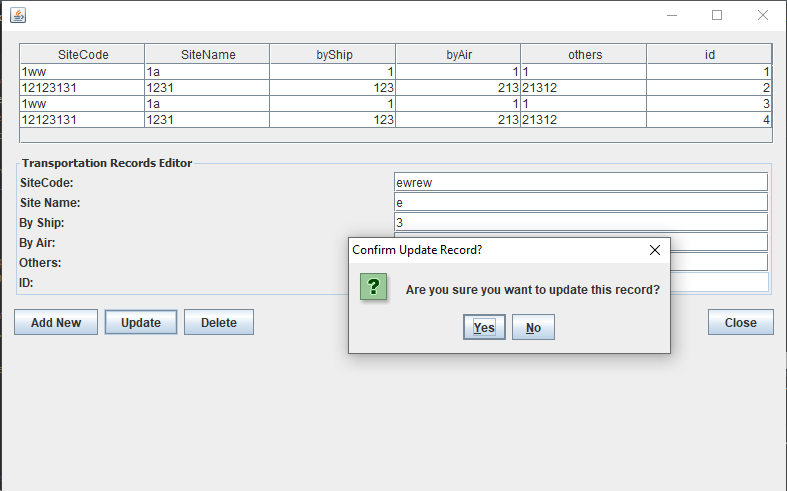 SiteCode SiteName byShip byAir others id
1ww 1a 1 1 1 1
12123131 1231 123 213 21312 2
1ww 1a 1 1 1 3
12123131 1231 123 213 21312 4
Transportation Records Editor
SiteCode: ewrew
Site Name: e
By Ship: 3
By Air:
Others:
ID:
Confirm Update Record?
?
Are you sure you want to update this record?
Yes No
Add New Update Delete Close